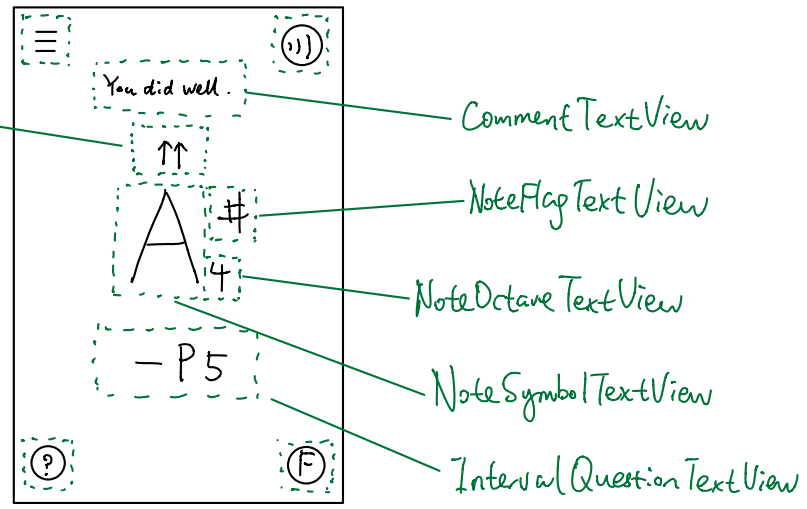 You did well.
CommentTextView
↑↑
A #
NoteFlagTextView
4
NoteOctaveTextView
-P5
NoteSymbolTextView
? F
IntervalQuestionTextView